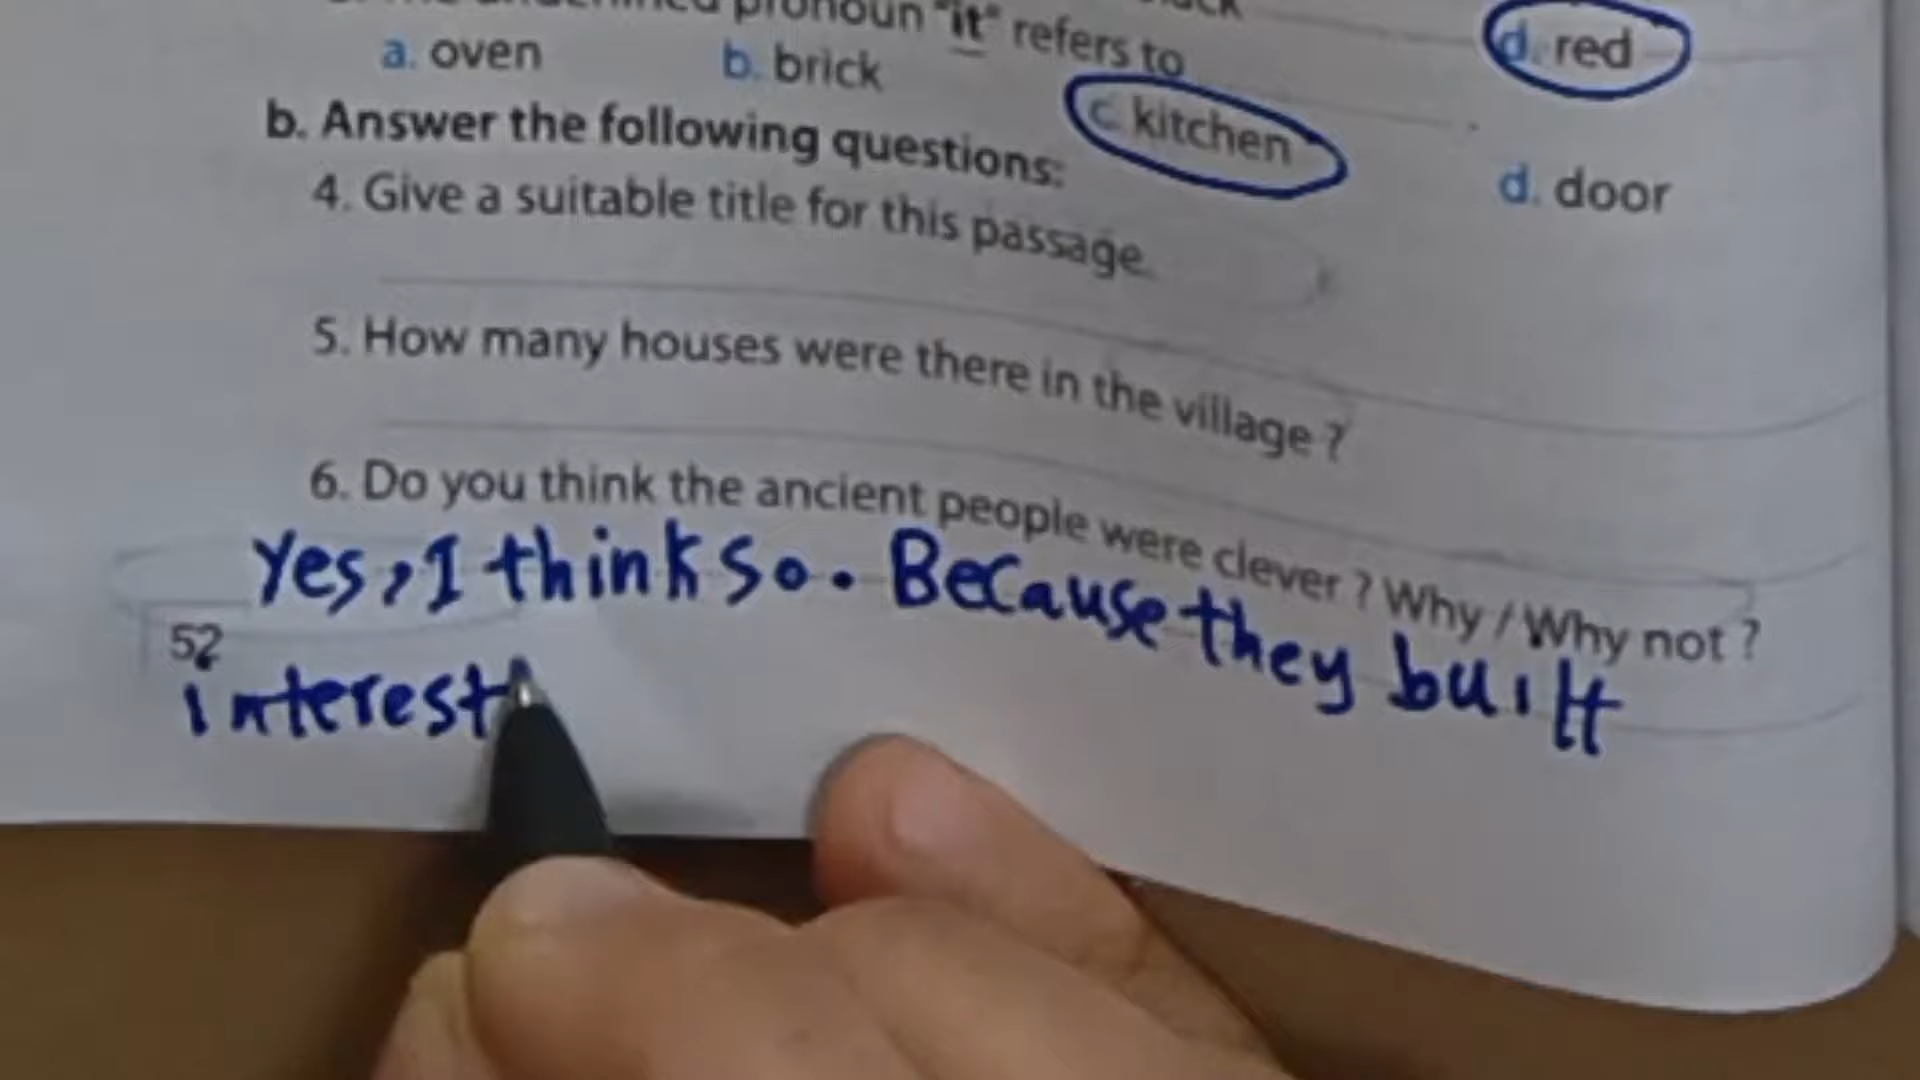 pronoun "it" refers to
d. red
a. oven b. brick c. kitchen d. door
b. Answer the following questions:
4. Give a suitable title for this passage.
5. How many houses were there in the village ?
6. Do you think the ancient people were clever ? Why / Why not ?
Yes, I think so. Because they built
52
interest